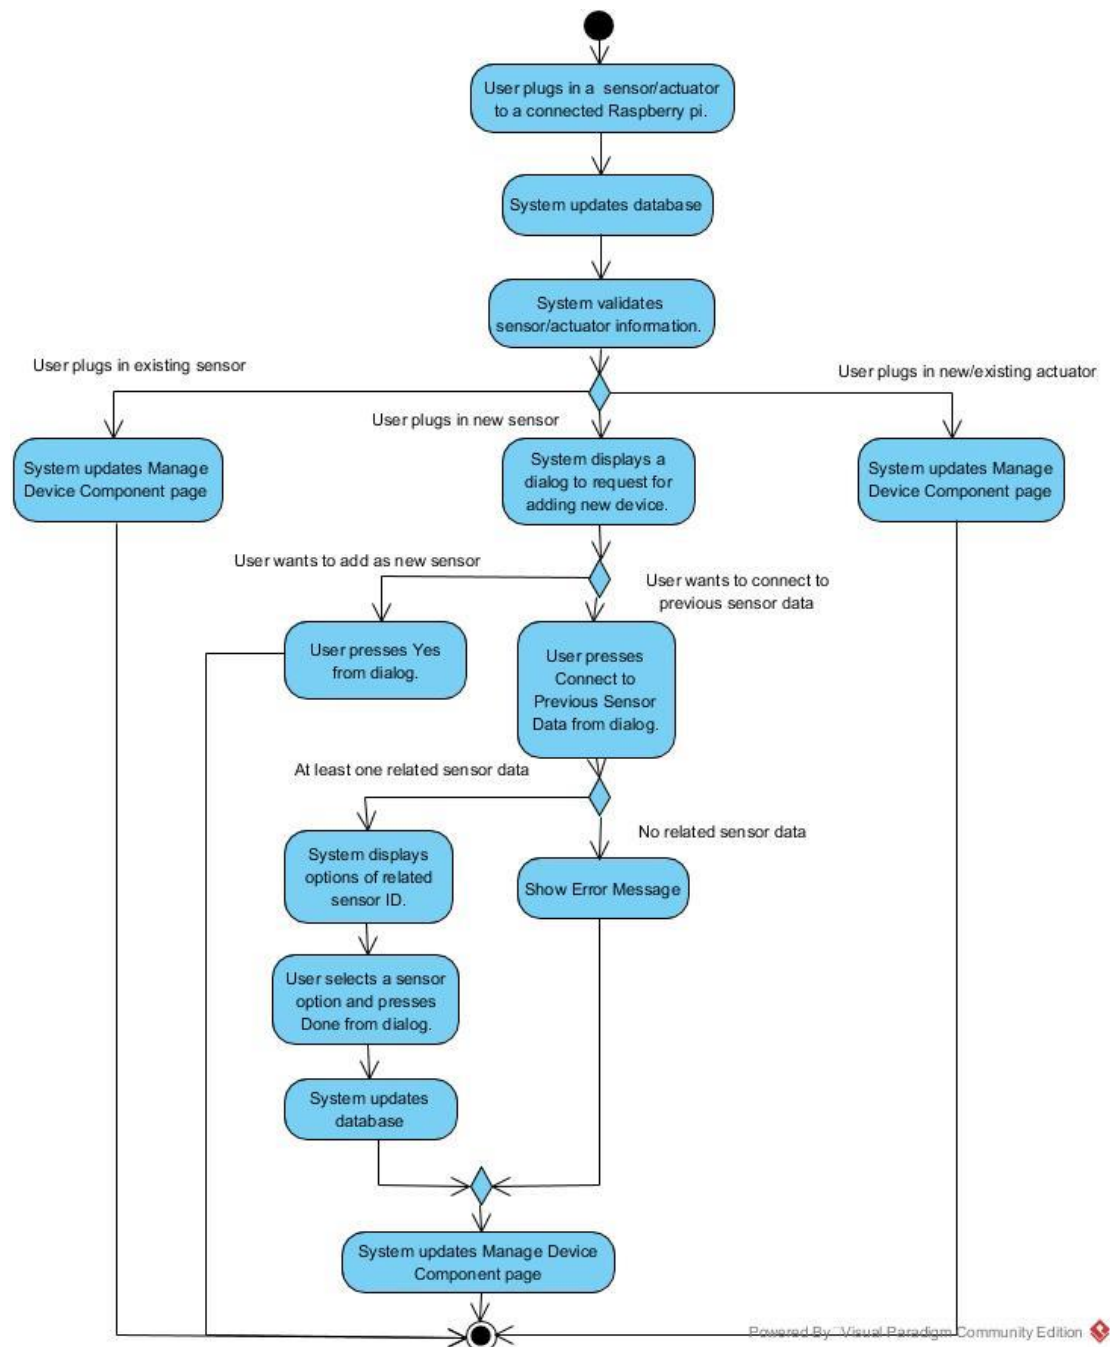 User plugs in a sensor/actuator
to a connected Raspberry pi.
System updates database
System validates
sensor/actuator information.
User plugs in existing sensor
User plugs in new/existing actuator
User plugs in new sensor
System updates Manage
Device Component page
System displays a
dialog to request for
adding new device.
System updates Manage
Device Component page
User wants to add as new sensor
User wants to connect to
previous sensor data
User presses Yes
from dialog.
User presses
Connect to
Previous Sensor
Data from dialog.
At least one related sensor data
No related sensor data
System displays
options of related
sensor ID.
Show Error Message
User selects a sensor
option and presses
Done from dialog.
System updates
database
System updates Manage Device
Component page
Powered By Visual Paradigm Community Edition